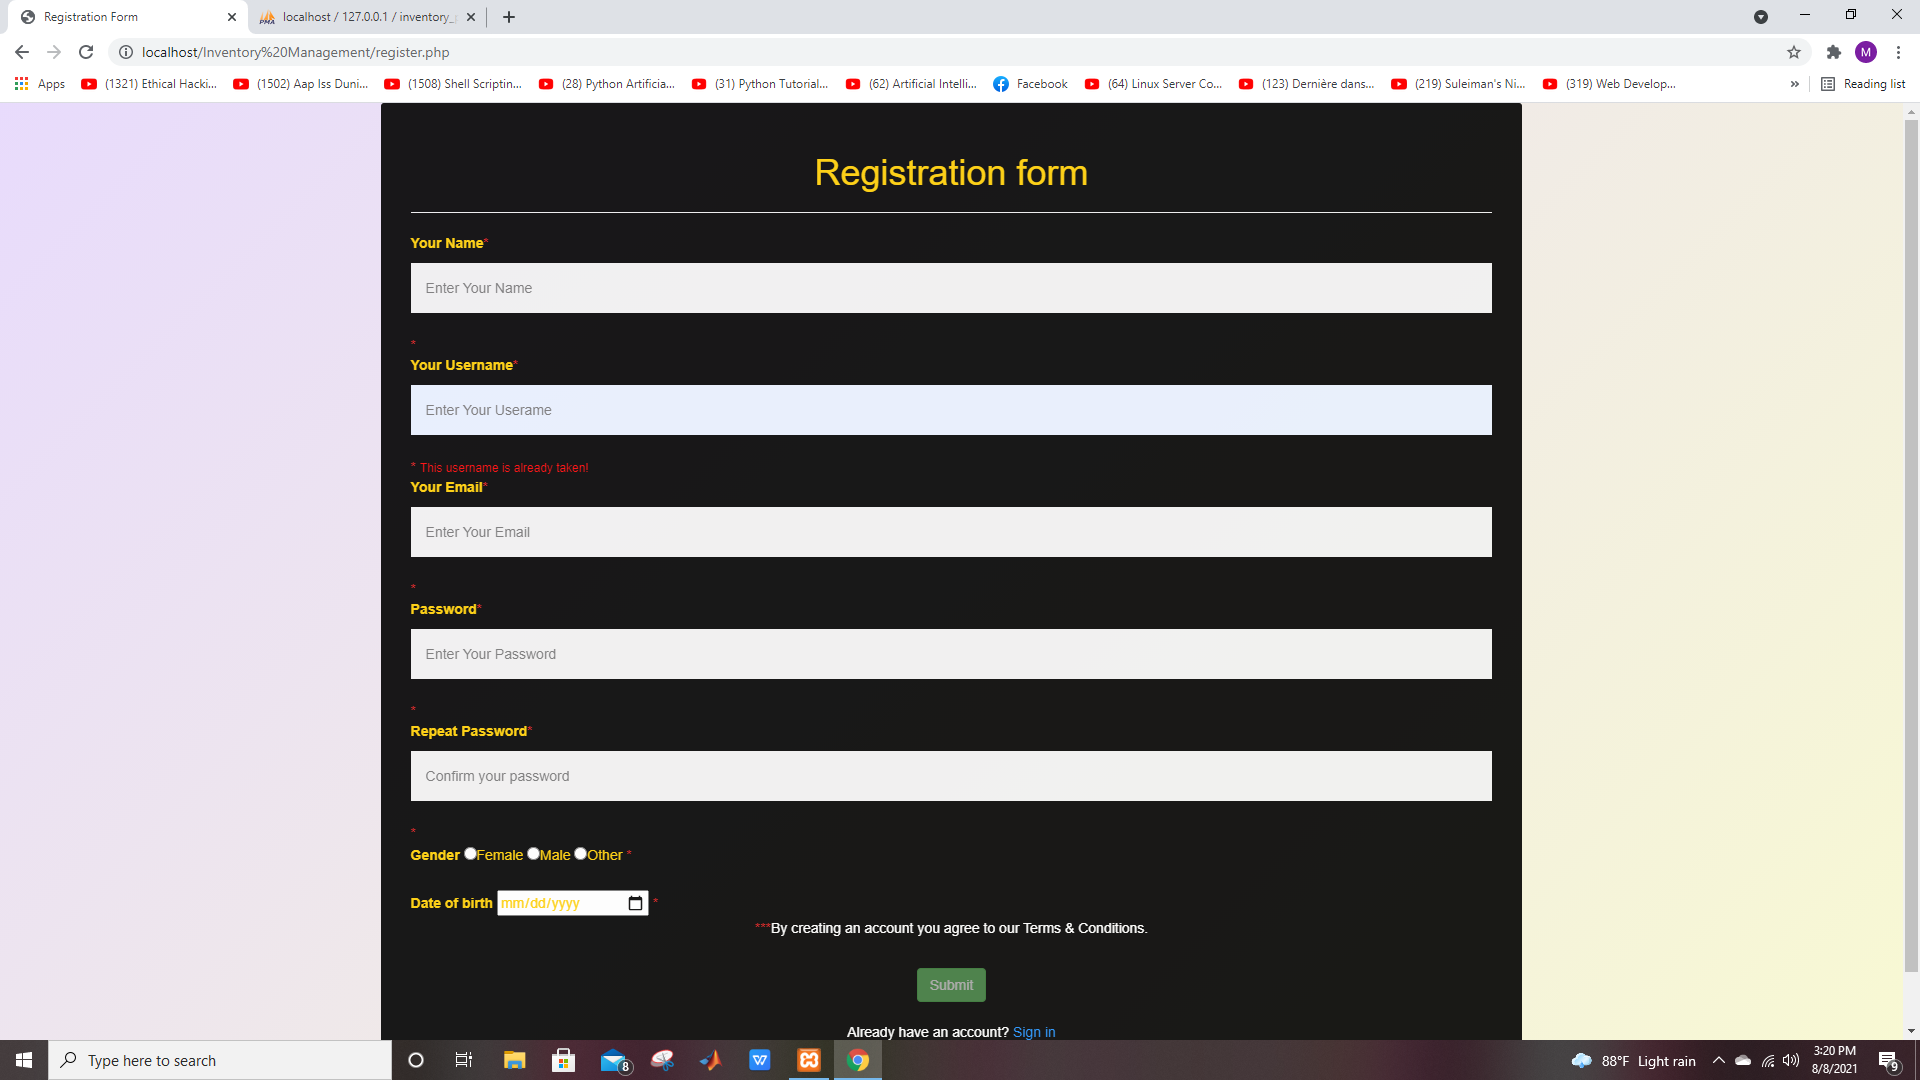 Registration Form
localhost / 127.0.0.1 / inventory_
localhost/Inventory%20Management/register.php
M
Apps
(1321) Ethical Hacki...
(1502) Aap Iss Duni...
(1508) Shell Scriptin...
(28) Python Artificia...
(31) Python Tutorial...
(62) Artificial Intelli...
Facebook
(64) Linux Server Co...
(123) Dernière dans...
(219) Suleiman's Ni...
(319) Web Develop...
»
Reading list
Registration form
Your Name*
Enter Your Name
*
Your Username*
Enter Your Userame
* This username is already taken!
Your Email*
Enter Your Email
*
Password*
Enter Your Password
*
Repeat Password*
Confirm your password
*
Gender Female Male Other *
Date of birth mm/dd/yyyy *
***By creating an account you agree to our Terms & Conditions.
Submit
Already have an account? Sign in
Type here to search
8
W
88°F Light rain
3:20 PM
8/8/2021
9